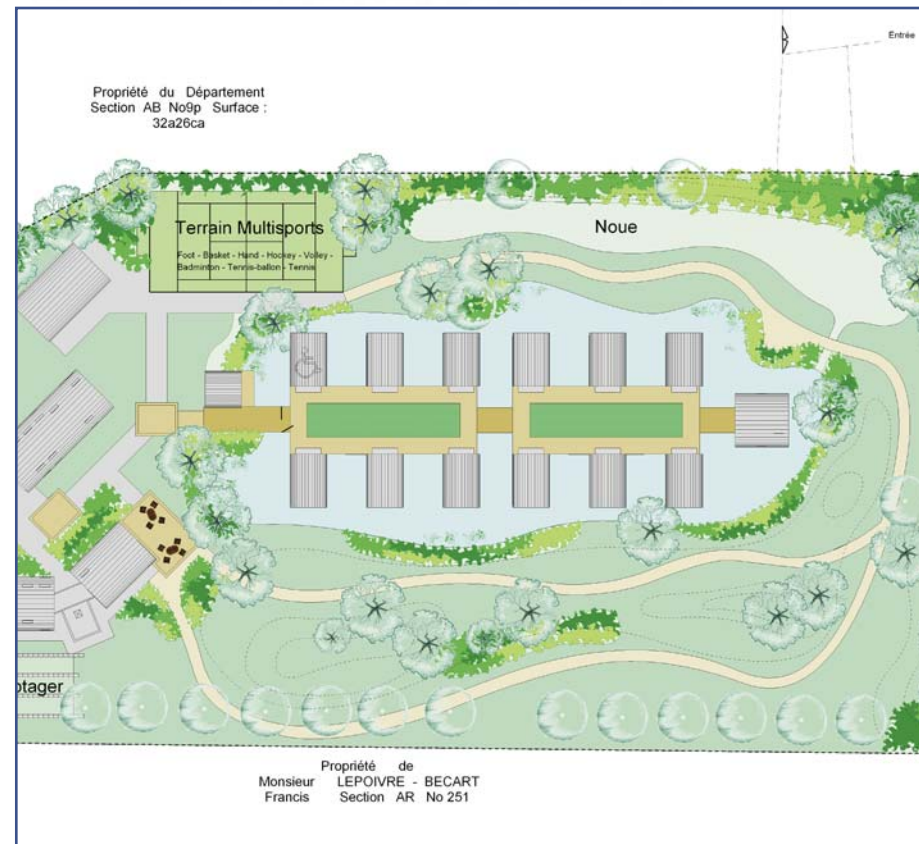 Entrée
Propriété du Département
Section AB No9p Surface :
32a26ca
Terrain Multisports
Foot - Basket - Hand - Hockey - Volley -
Badminton - Tennis-ballon - Tennis
Noue
otager
Propriété de
Monsieur LEPOIVRE - BECART
Francis Section AR No 251